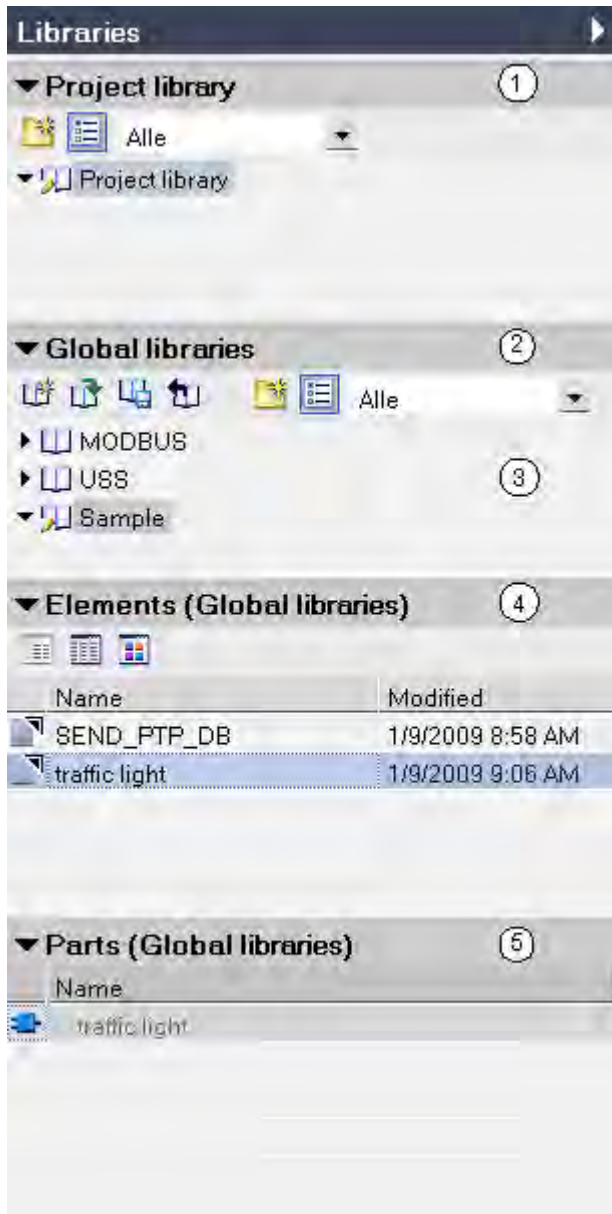 Libraries
Project library 1
Alle
Project library
Global libraries 2
Alle
MODBUS
USS 3
Sample
Elements (Global libraries) 4
Name Modified
SEND_PTP_DB 1/9/2009 8:58 AM
traffic light 1/9/2009 9:06 AM
Parts (Global libraries) 5
Name
traffic light